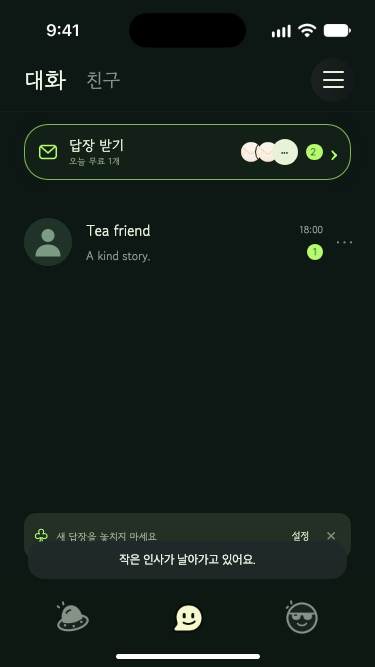 9:41
대화 친구
답장 받기
오늘 무료 1개
2
Tea friend
18:00
A kind story.
1
새 답장을 놓치지 마세요
설정
작은 인사가 날아가고 있어요.